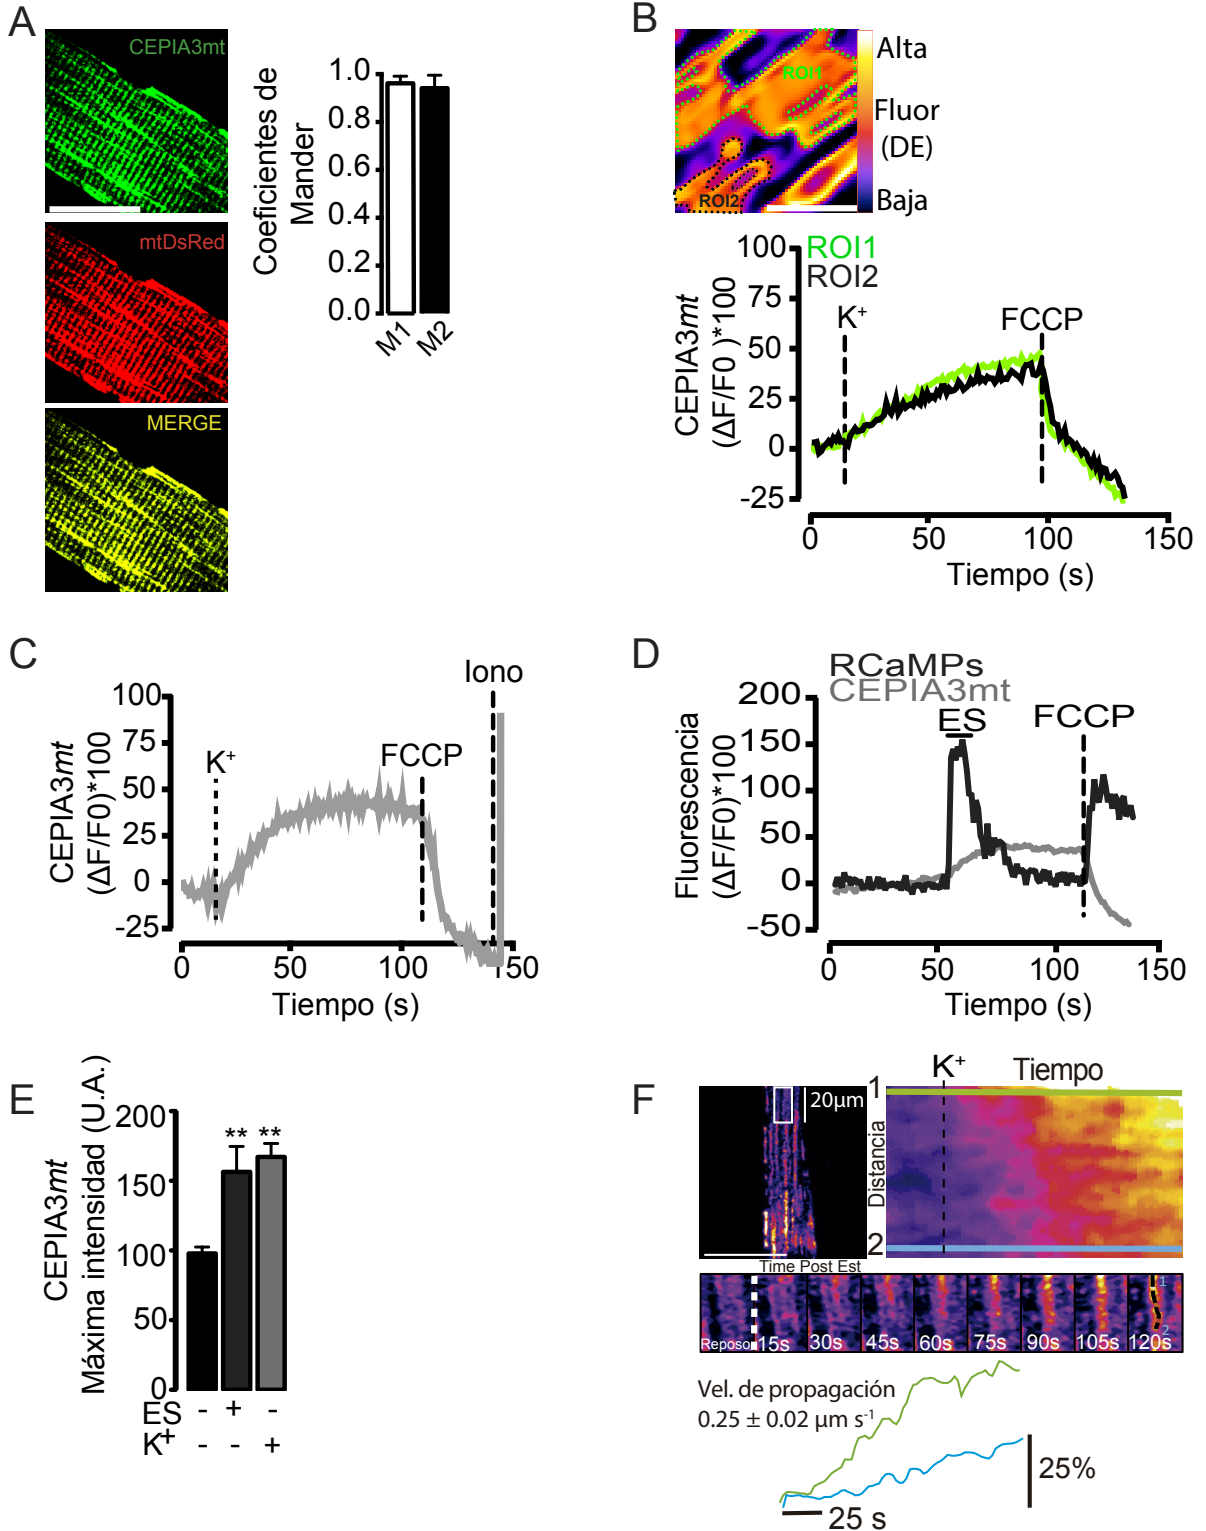 A
CEPIA3mt
mtDsRed
MERGE
Coeficientes de
Mander
1.0
0.8
0.6
0.4
0.2
0.0
M1
M2
B
ROI1
ROI2
Alta
Fluor
(DE)
Baja
CEPIA3mt
(ΔF/F0 )*100
100
75
50
25
0
-25
ROI1
ROI2
K+
FCCP
0
50
100
150
Tiempo (s)
C
CEPIA3mt
(ΔF/F0)*100
100
75
50
25
0
-25
K+
FCCP
Iono
0
50
100
150
Tiempo (s)
D
RCaMPs
CEPIA3mt
Fluorescencia
(ΔF/F0)*100
200
150
100
50
0
-50
ES
FCCP
0
50
100
150
Tiempo (s)
E
CEPIA3mt
Máxima intensidad (U.A.)
200
150
100
50
0
** **
ES - + -
K+ - - +
F
20µm
K+
Tiempo
1
Distancia
2
Time Post Est
Reposo 15s 30s 45s 60s 75s 90s 105s 120s
1
2
Vel. de propagación
0.25 ± 0.02 µm s-1
25%
25 s